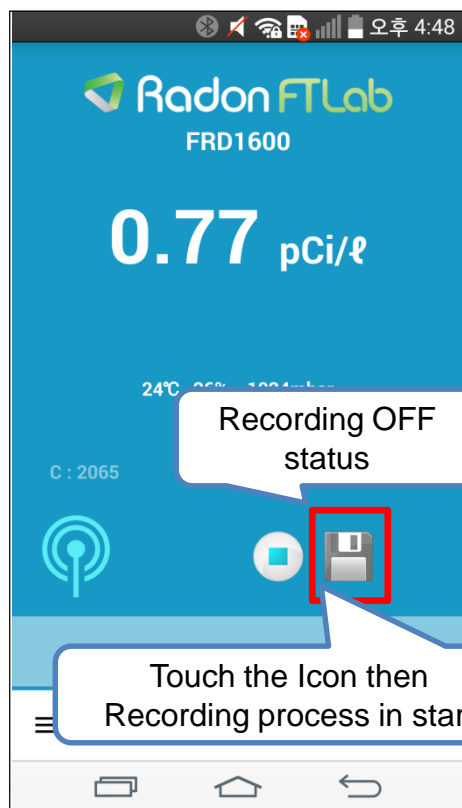 오후 4:48
Radon FTLab
FRD1600
0.77 pCi/ℓ
24℃
Recording OFF
status
C : 2065
Touch the Icon then
Recording process in star